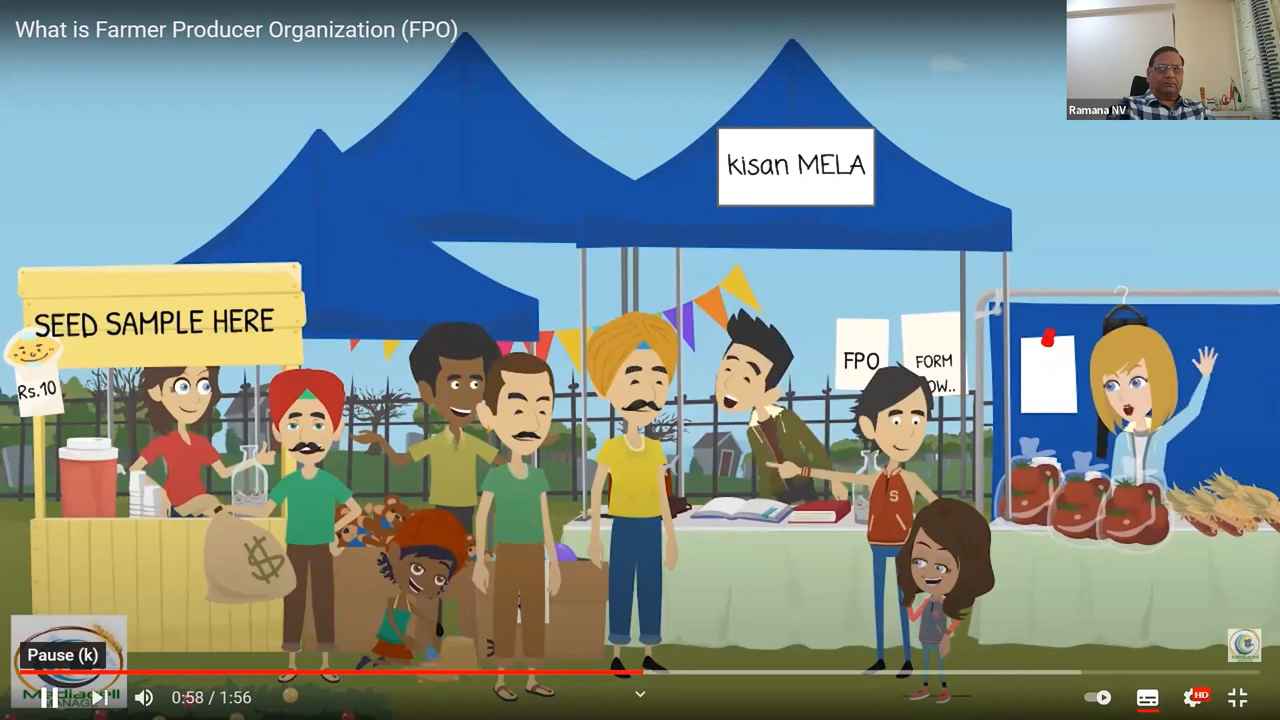 What is Farmer Producer Organization (FPO)
Ramana NV
kisan MELA
SEED SAMPLE HERE
Rs.10
FPO
FORM
OW..
S
$
Pause (k)
0:58 / 1:56
HD